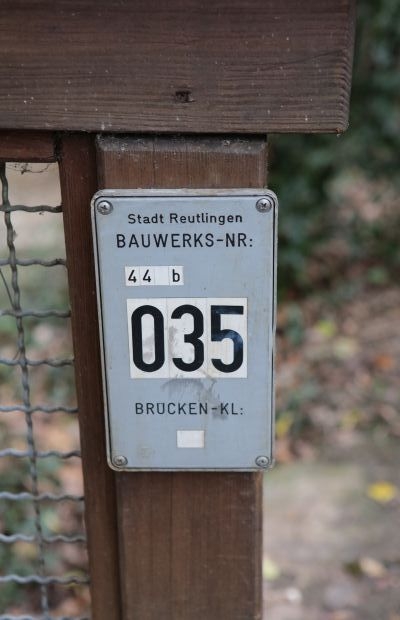 Stadt Reutlingen
BAUWERKS-NR:
44 b
035
BRÜCKEN-KL: